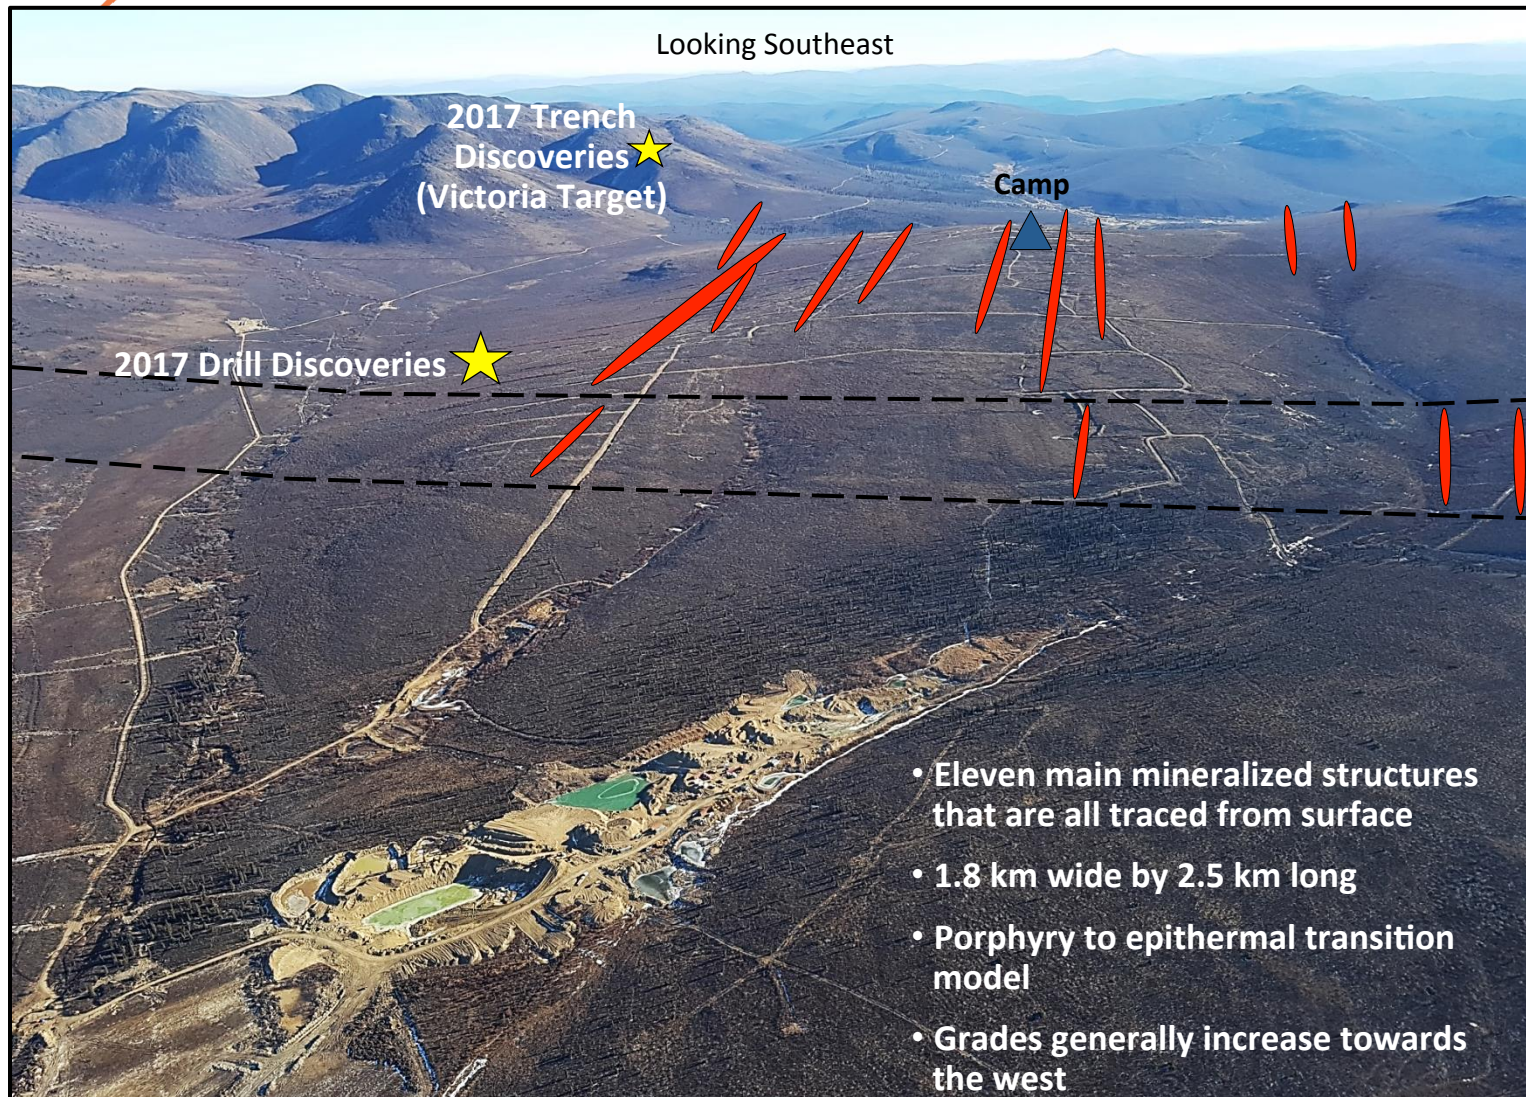 Looking Southeast
2017 Trench
Discoveries
(Victoria Target)
Camp
2017 Drill Discoveries
• Eleven main mineralized structures
that are all traced from surface
• 1.8 km wide by 2.5 km long
• Porphyry to epithermal transition
model
• Grades generally increase towards
the west